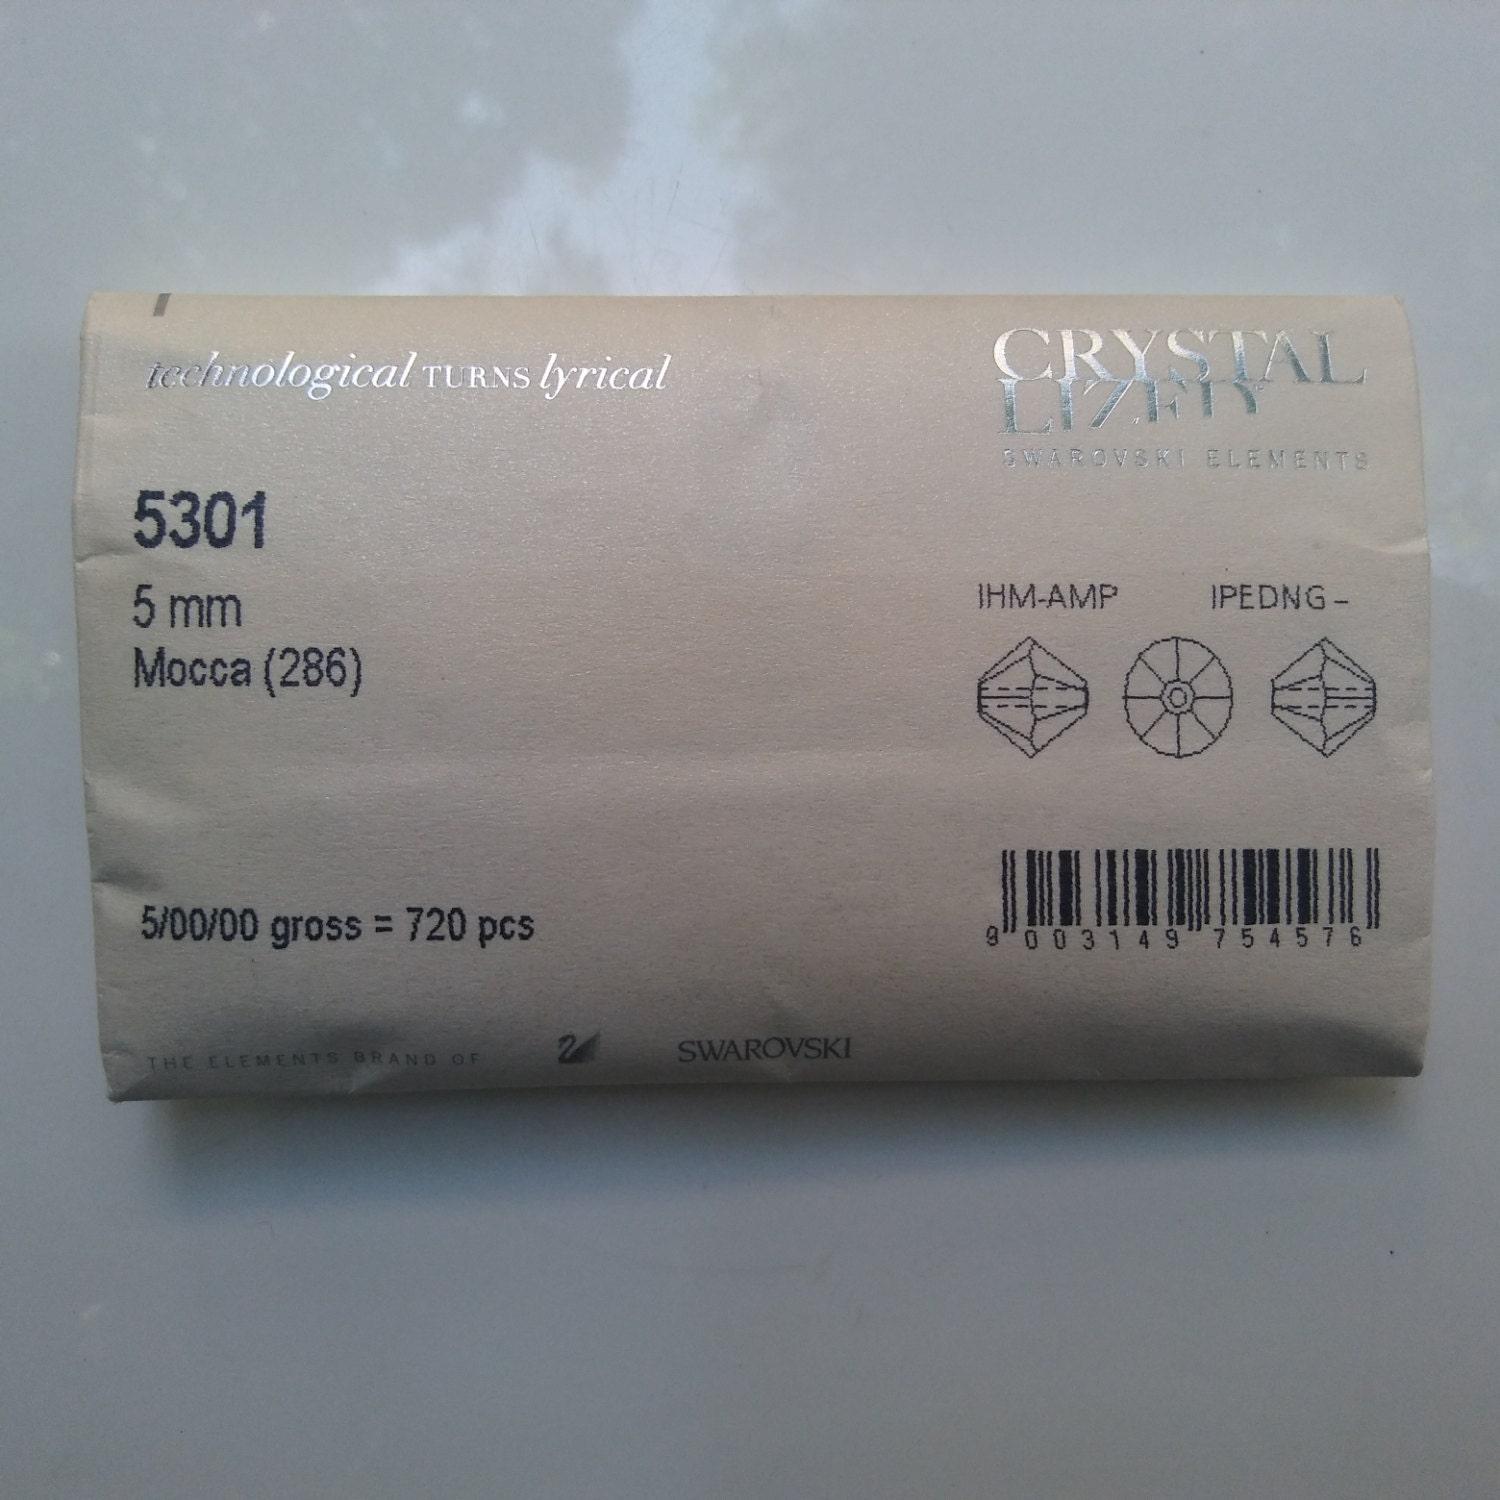 technological TURNS lyrical
CRYSTAL
LIZED
SWAROVSKI ELEMENTS
5301
5 mm
Mocca (286)
IHM-AMP IPEDNG-
5/00/00 gross = 720 pcs
9 003149 754576
THE ELEMENTS BRAND OF SWAROVSKI